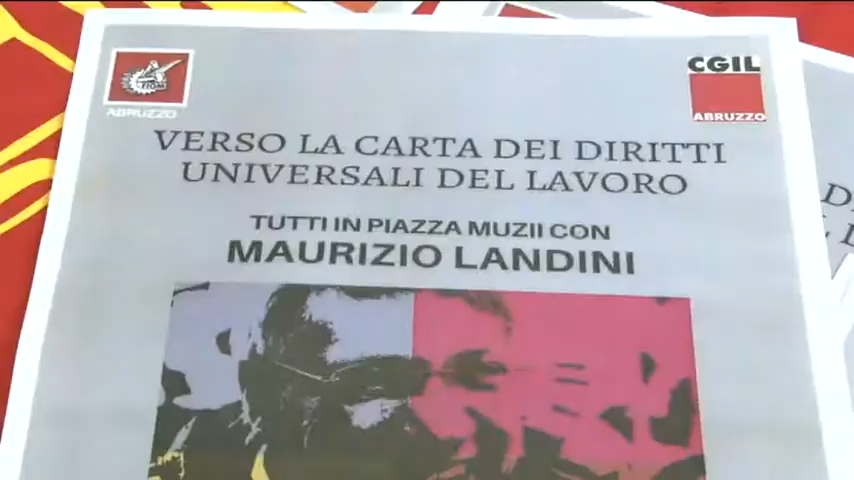 FIOM
ABRUZZO
CGIL
ABRUZZO
VERSO LA CARTA DEI DIRITTI
UNIVERSALI DEL LAVORO
TUTTI IN PIAZZA MUZII CON
MAURIZIO LANDINI